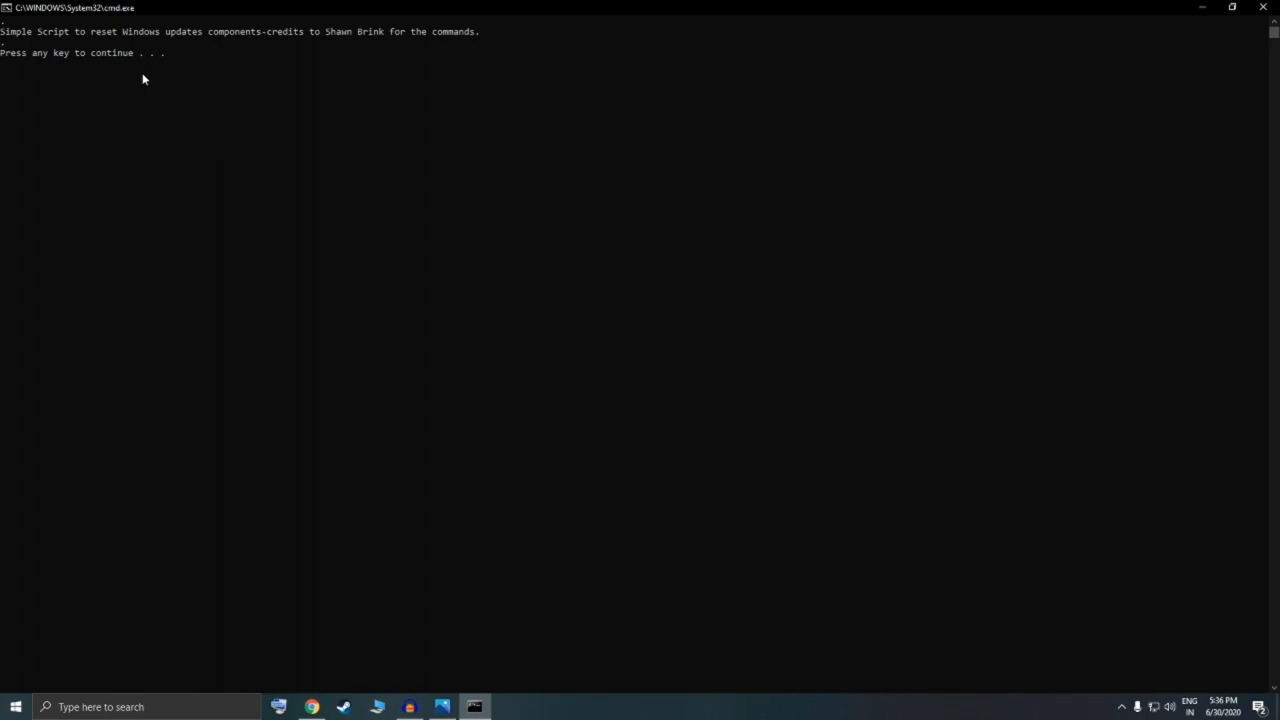 C:\WINDOWS\System32\cmd.exe
.
Simple Script to reset Windows updates components-credits to Shawn Brink for the commands.
.
Press any key to continue . . .
Type here to search
ENG
IN
5:36 PM
6/30/2020
2